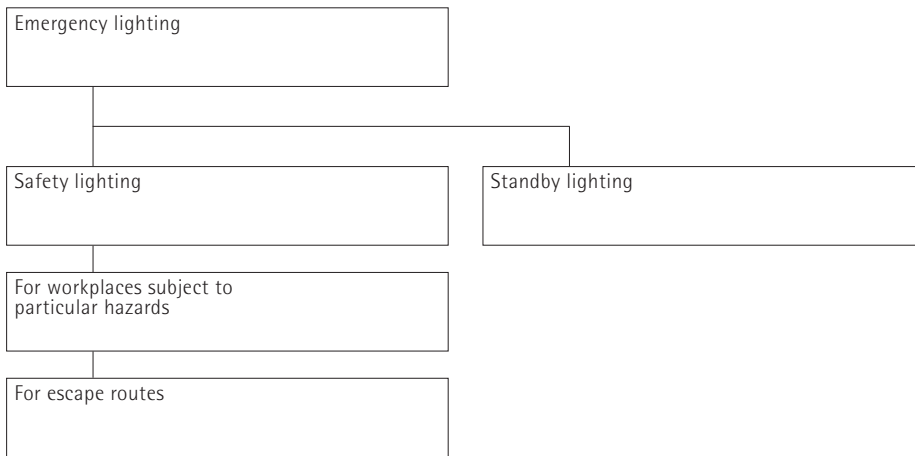 Emergency lighting
Safety lighting
Standby lighting
For workplaces subject to
particular hazards
For escape routes